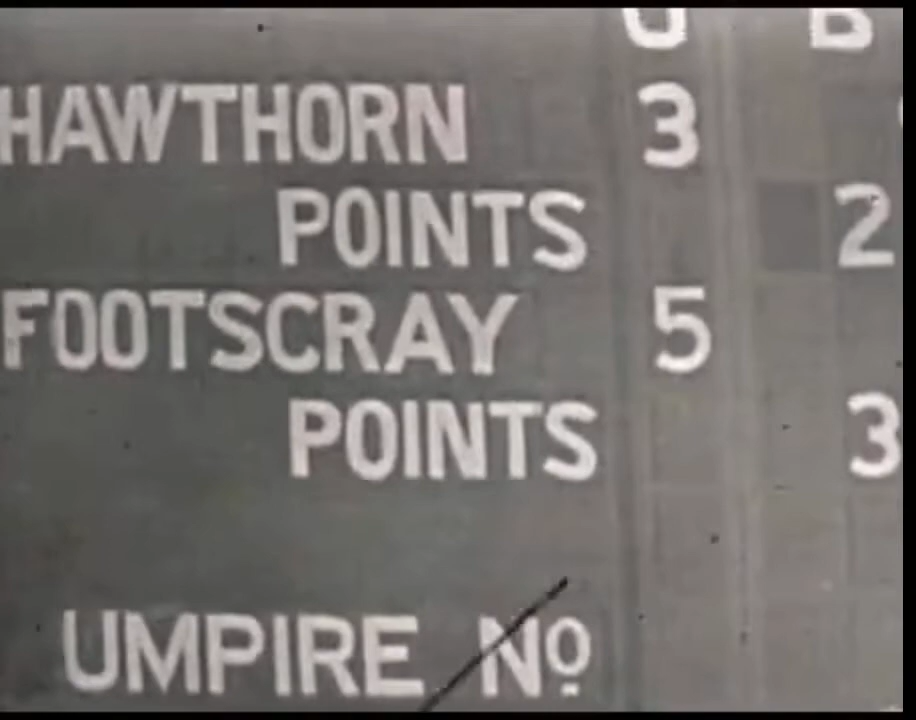 G B
HAWTHORN 3
POINTS 2
FOOTSCRAY 5
POINTS 3
UMPIRE Nº